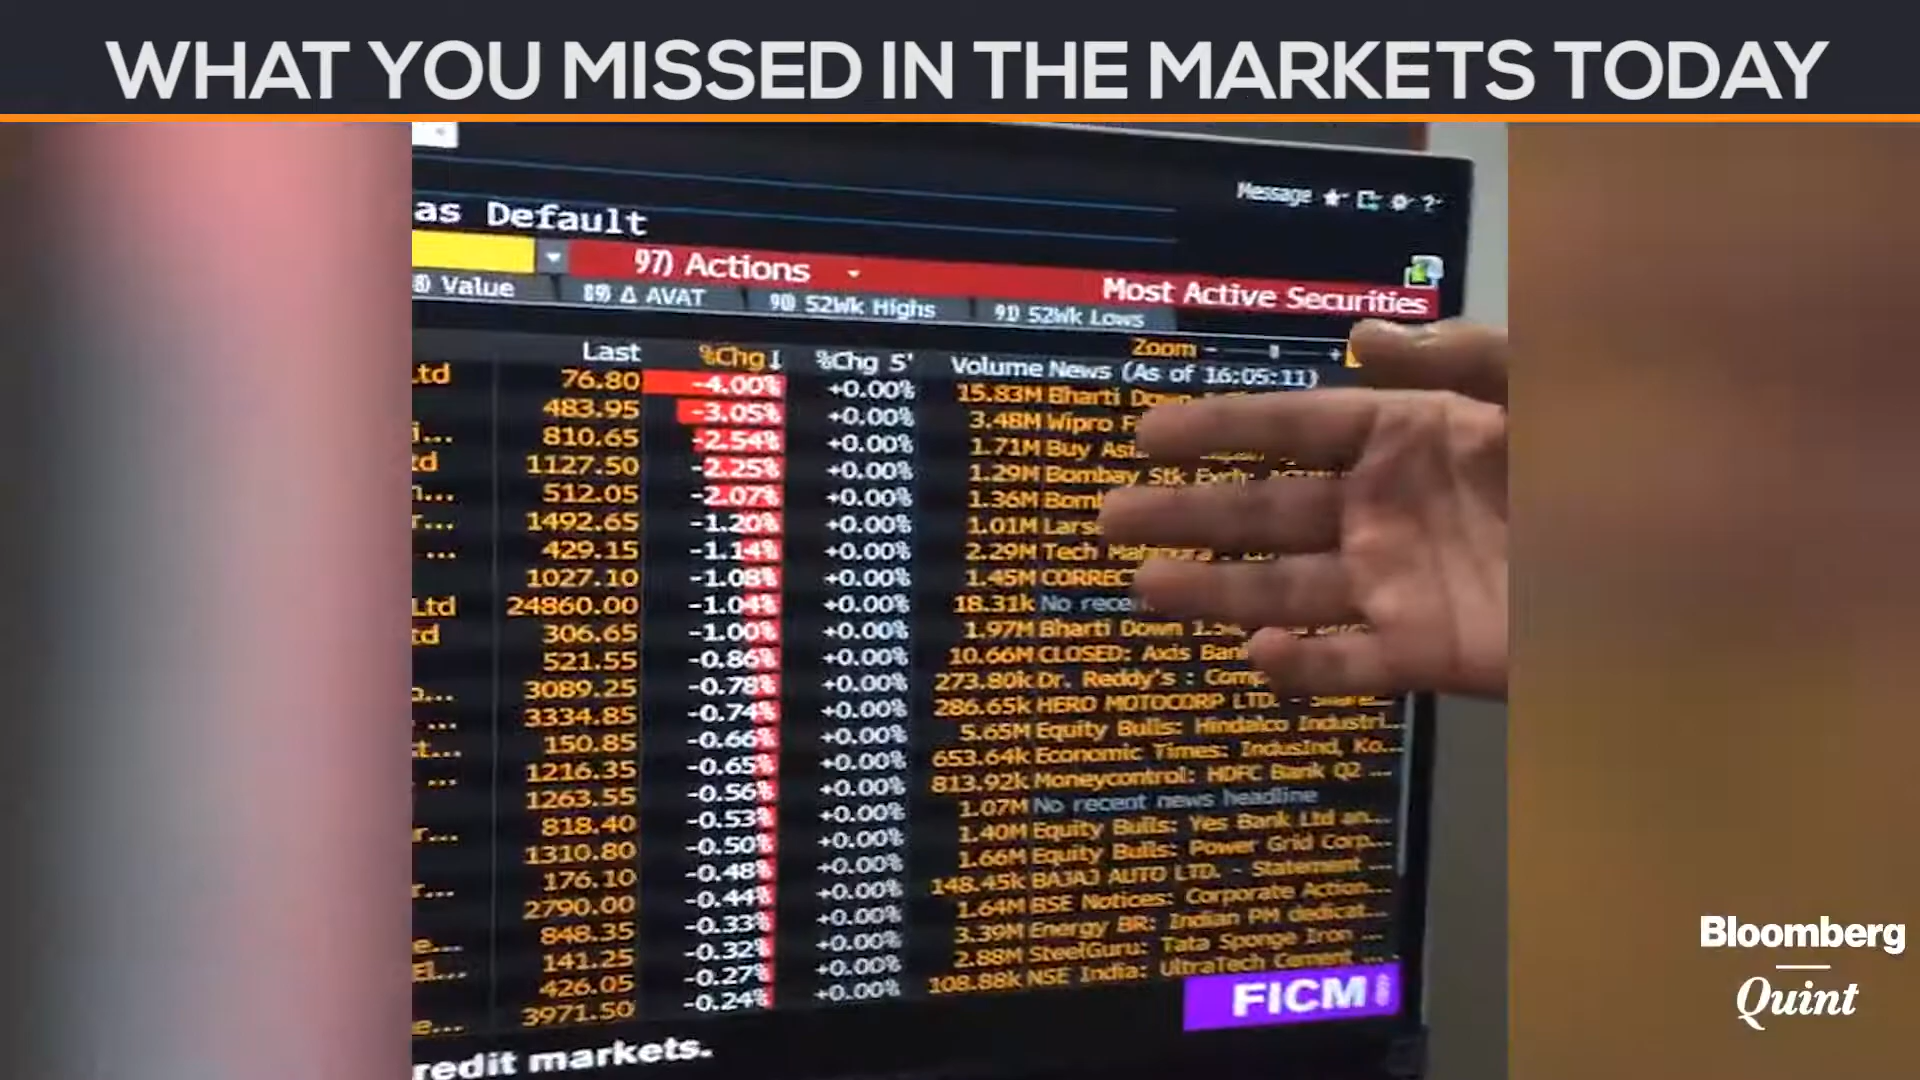 WHAT YOU MISSED IN THE MARKETS TODAY
Message ?
as Default
97) Actions
Most Active Securities
8) Value 89) Δ AVAT 90) 52Wk Highs 91) 52Wk Lows
Zoom - +
Last %Chg↓ %Chg 5' Volume News (As of 16:05:11)
Ltd 76.80 -4.00% +0.00% 15.83M Bharti
483.95 -3.05% +0.00% 3.48M Wipro
i... 810.65 -2.54% +0.00% 1.71M Buy
td 1127.50 -2.25% +0.00% 1.29M Bombay Stk Exch:
... 512.05 -2.07% +0.00% 1.36M
r... 1492.65 -1.20% +0.00% 1.01M
... 429.15 -1.14% +0.00% 2.29M Tech
1027.10 -1.08% +0.00% 1.45M
Ltd 24860.00 -1.04% +0.00% 18.31k No
td 306.65 -1.00% +0.00% 1.97M Bharti Down
521.55 -0.86% +0.00% 10.66M CLOSED: Axis
o... 3089.25 -0.78% +0.00% 273.80k Dr. Reddy's :
... 3334.85 -0.74% +0.00% 286.65k HERO MOTOCORP LTD. -
t... 150.85 -0.66% +0.00% 5.65M Equity Bulls: Hindalco Industri...
... 1216.35 -0.65% +0.00% 653.64k Economic Times: IndusInd, Ko...
1263.55 -0.56% +0.00% 813.92k Moneycontrol: HDFC Bank Q2 ...
r... 818.40 -0.53% +0.00% 1.07M No recent news headline
1310.80 -0.50% +0.00% 1.40M Equity Bulls: Yes Bank Ltd an...
r... 176.10 -0.48% +0.00% 1.66M Equity Bulls: Power Grid Corp...
2790.00 -0.44% +0.00% 148.45k BAJAJ AUTO LTD. - Statement ...
e... 848.35 -0.33% +0.00% 1.64M BSE Notices: Corporate Action...
El... 141.25 -0.32% +0.00% 3.39M Energy BR: Indian PM dedicat...
426.05 -0.27% +0.00% 2.88M SteelGuru: Tata Sponge Iron ...
e... 3971.50 -0.24% +0.00% 108.88k NSE India: UltraTech Cement ...
FICM
redit markets.
Bloomberg
Quint